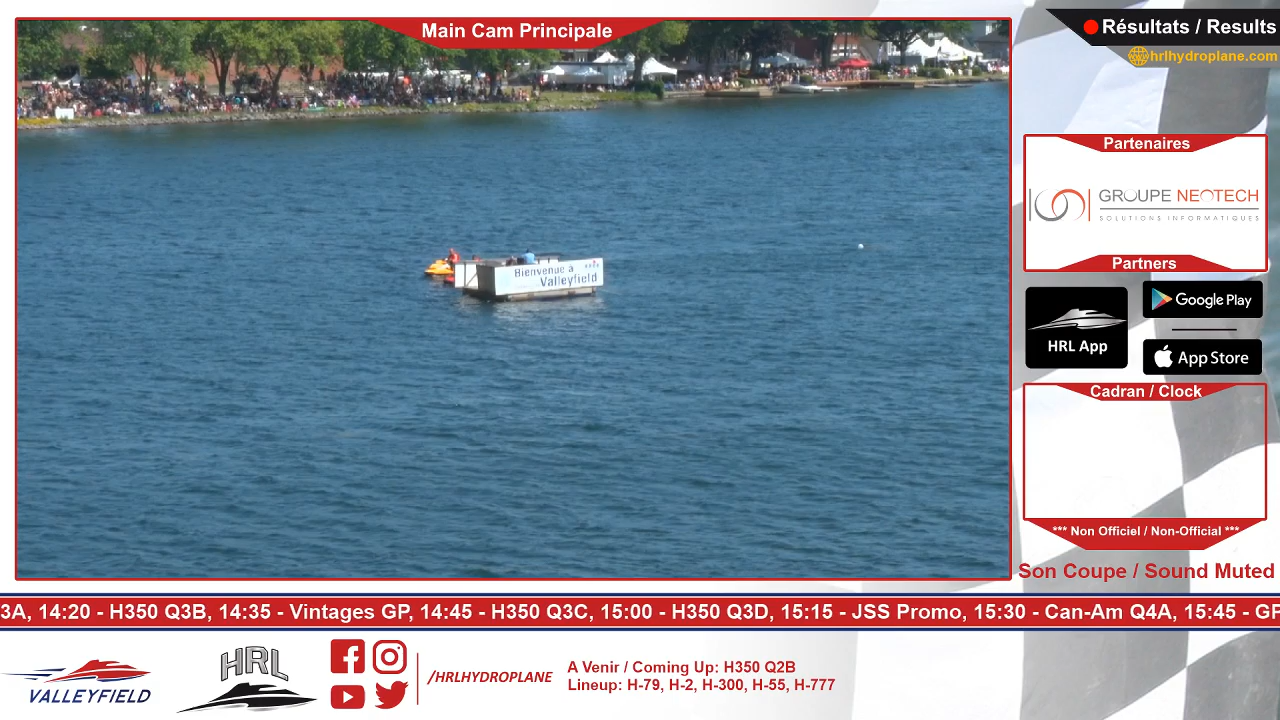 Main Cam Principale
Bienvenue à
Valleyfield
Résultats / Results
hrlhydroplane.com
Partenaires
GROUPE NEOTECH
SOLUTIONS INFORMATIQUES
Partners
HRL App
Google Play
App Store
Cadran / Clock
*** Non Officiel / Non-Official ***
Son Coupe / Sound Muted
3A, 14:20 - H350 Q3B, 14:35 - Vintages GP, 14:45 - H350 Q3C, 15:00 - H350 Q3D, 15:15 - JSS Promo, 15:30 - Can-Am Q4A, 15:45 - GP
VALLEYFIELD
HRL
/HRLHYDROPLANE
A Venir / Coming Up: H350 Q2B
Lineup: H-79, H-2, H-300, H-55, H-777